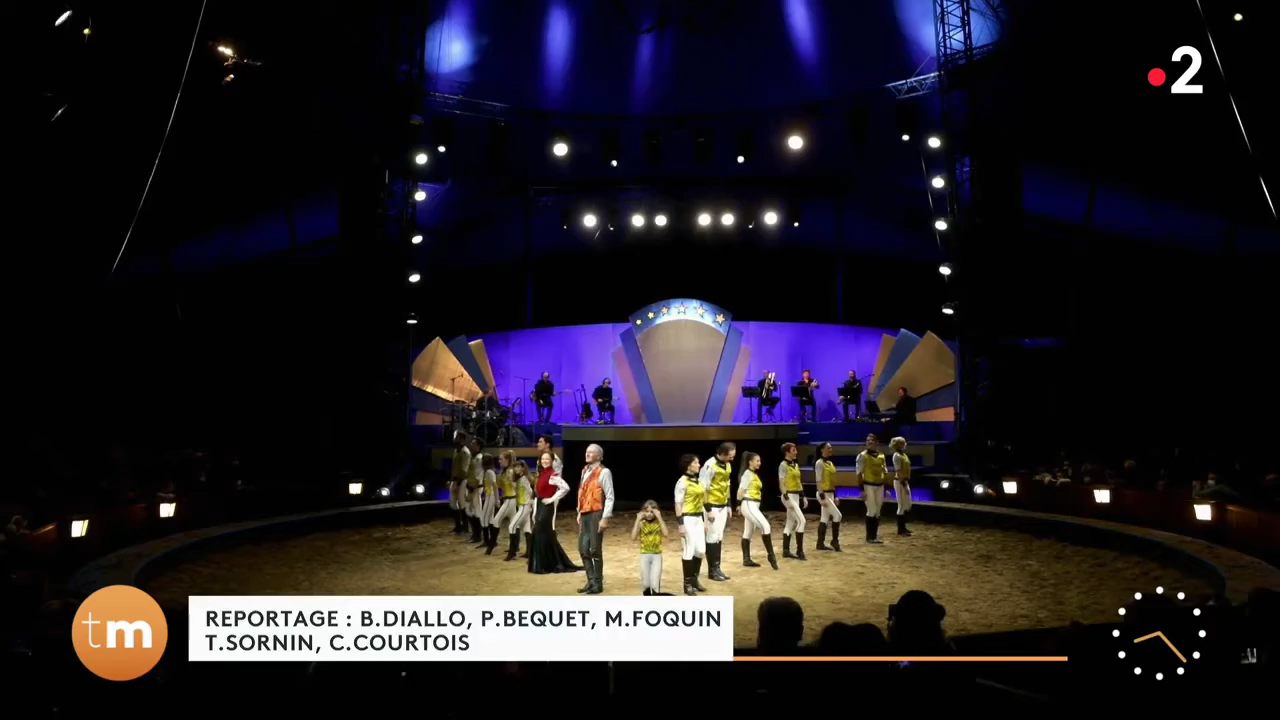 2
REPORTAGE : B.DIALLO, P.BEQUET, M.FOQUIN
T.SORNIN, C.COURTOIS
tm